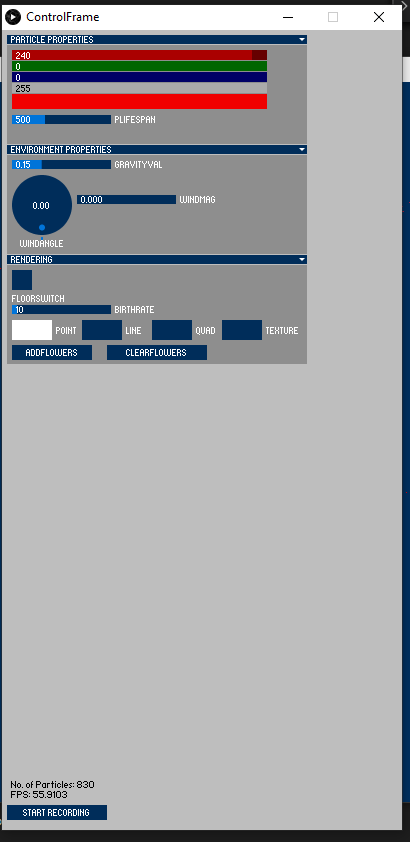 ControlFrame
PARTICLE PROPERTIES
240
0
0
255
500 PLIFESPAN
ENVIRONMENT PROPERTIES
0.15 GRAVITYVAL
0.00
0.000 WINDMAG
WINDANGLE
RENDERING
FLOORSWITCH
10 BIRTHRATE
POINT LINE QUAD TEXTURE
ADDFLOWERS CLEARFLOWERS
No. of Particles: 830
FPS: 55.9103
START RECORDING